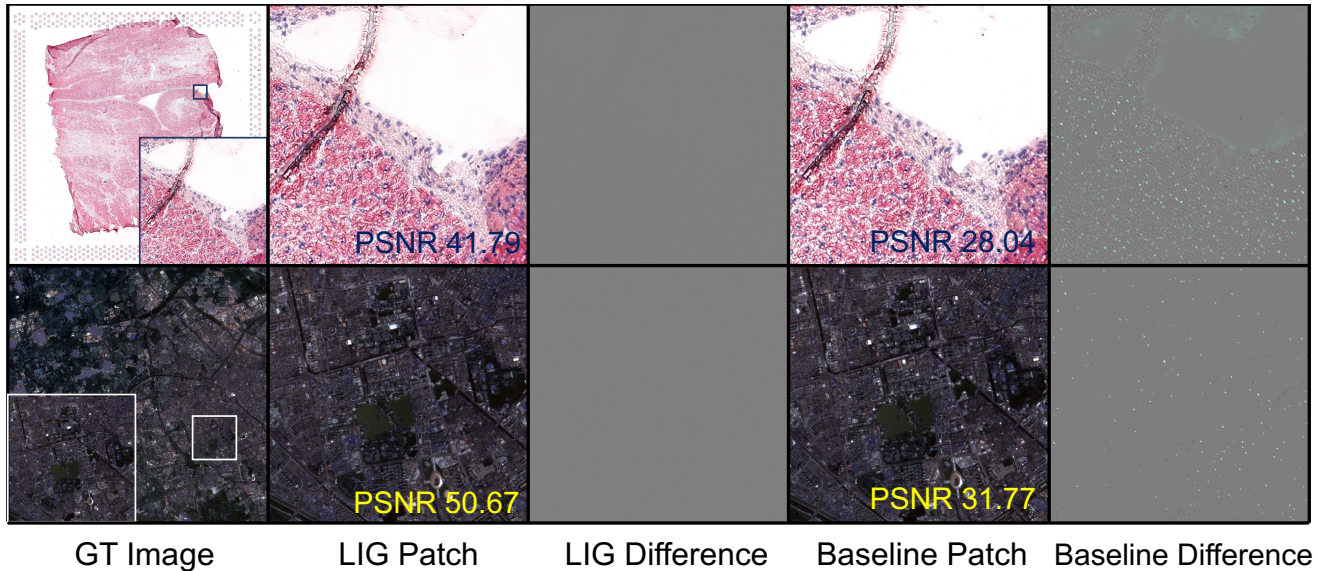 PSNR 41.79
PSNR 28.04
PSNR 50.67
PSNR 31.77
GT Image
LIG Patch
LIG Difference
Baseline Patch
Baseline Difference